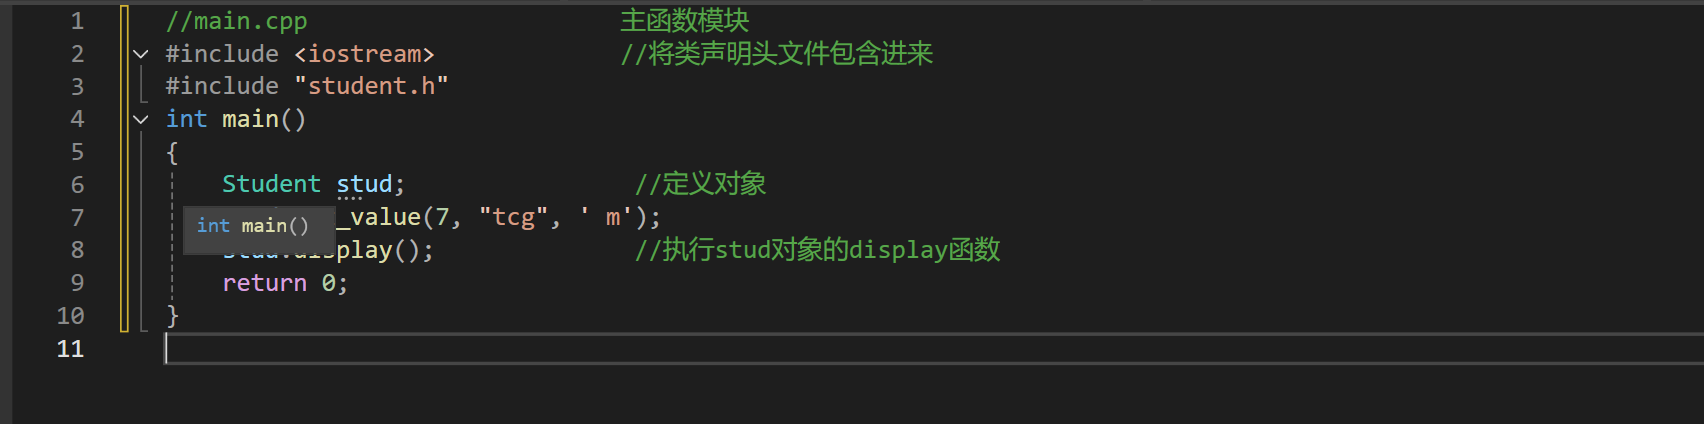 1 //main.cpp 主函数模块
2 #include <iostream> //将类声明头文件包含进来
3 #include "student.h"
4 int main()
5 {
6 Student stud; //定义对象
7 _value(7, "tcg", ' m');
int main()
8 stud.display(); //执行stud对象的display函数
9 return 0;
10 }
11